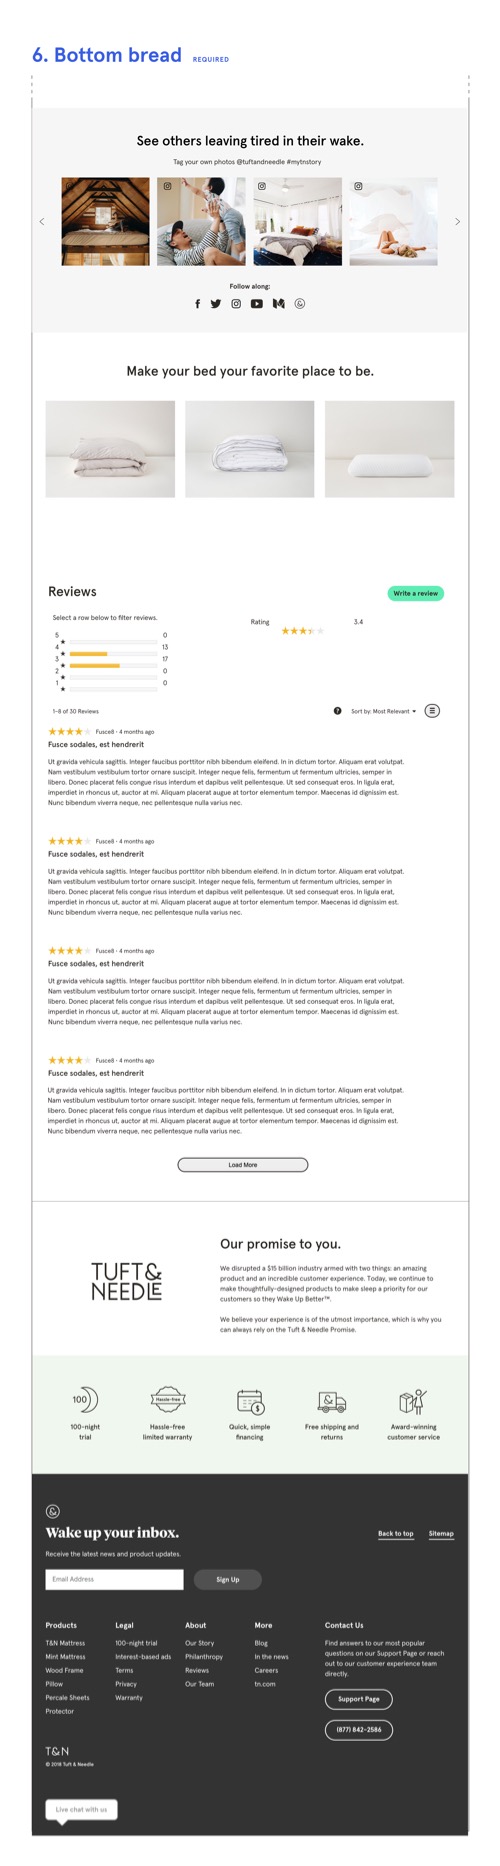 6. Bottom bread REQUIRED
See others leaving tired in their wake.
Tag your own photos @tuftandneedle #mytnstory
Follow along:
Make your bed your favorite place to be.
Reviews
Write a review
Select a row below to filter reviews.
Rating 3.4
5 0
4 13
3 17
2 0
1 0
1-8 of 30 Reviews
Sort by: Most Relevant
Fusce8 · 4 months ago
Fusce sodales, est hendrerit
Ut gravida vehicula sagittis. Integer faucibus porttitor nibh bibendum eleifend. In in dictum tortor. Aliquam erat volutpat.
Nam vestibulum vestibulum tortor ornare suscipit. Integer neque felis, fermentum ut fermentum ultricies, semper in
libero. Donec placerat felis congue risus interdum et dapibus velit pellentesque. Ut sed consequat eros. In ligula erat,
imperdiet in rhoncus ut, auctor at mi. Aliquam placerat augue at tortor elementum tempor. Maecenas id dignissim est.
Nunc bibendum viverra neque, nec pellentesque nulla varius nec.
Fusce8 · 4 months ago
Fusce sodales, est hendrerit
Ut gravida vehicula sagittis. Integer faucibus porttitor nibh bibendum eleifend. In in dictum tortor. Aliquam erat volutpat.
Nam vestibulum vestibulum tortor ornare suscipit. Integer neque felis, fermentum ut fermentum ultricies, semper in
libero. Donec placerat felis congue risus interdum et dapibus velit pellentesque. Ut sed consequat eros. In ligula erat,
imperdiet in rhoncus ut, auctor at mi. Aliquam placerat augue at tortor elementum tempor. Maecenas id dignissim est.
Nunc bibendum viverra neque, nec pellentesque nulla varius nec.
Fusce8 · 4 months ago
Fusce sodales, est hendrerit
Ut gravida vehicula sagittis. Integer faucibus porttitor nibh bibendum eleifend. In in dictum tortor. Aliquam erat volutpat.
Nam vestibulum vestibulum tortor ornare suscipit. Integer neque felis, fermentum ut fermentum ultricies, semper in
libero. Donec placerat felis congue risus interdum et dapibus velit pellentesque. Ut sed consequat eros. In ligula erat,
imperdiet in rhoncus ut, auctor at mi. Aliquam placerat augue at tortor elementum tempor. Maecenas id dignissim est.
Nunc bibendum viverra neque, nec pellentesque nulla varius nec.
Fusce8 · 4 months ago
Fusce sodales, est hendrerit
Ut gravida vehicula sagittis. Integer faucibus porttitor nibh bibendum eleifend. In in dictum tortor. Aliquam erat volutpat.
Nam vestibulum vestibulum tortor ornare suscipit. Integer neque felis, fermentum ut fermentum ultricies, semper in
libero. Donec placerat felis congue risus interdum et dapibus velit pellentesque. Ut sed consequat eros. In ligula erat,
imperdiet in rhoncus ut, auctor at mi. Aliquam placerat augue at tortor elementum tempor. Maecenas id dignissim est.
Nunc bibendum viverra neque, nec pellentesque nulla varius nec.
Load More
TUFT&
NEEDLE
Our promise to you.
We disrupted a $15 billion industry armed with two things: an amazing
product and an incredible customer experience. Today, we continue to
make thoughtfully-designed products to make sleep a priority for our
customers so they Wake Up Better™.
We believe your experience is of the utmost importance, which is why you
can always rely on the Tuft & Needle Promise.
100
100-night
trial
Hassle-free
Hassle-free
limited warranty
$
Quick, simple
financing
&
Free shipping and
returns
Award-winning
customer service
&
Wake up your inbox.
Back to top
Sitemap
Receive the latest news and product updates.
Email Address
Sign Up
Products
T&N Mattress
Mint Mattress
Wood Frame
Pillow
Percale Sheets
Protector
Legal
100-night trial
Interest-based ads
Terms
Privacy
Warranty
About
Our Story
Philanthropy
Reviews
Our Team
More
Blog
In the news
Careers
tn.com
Contact Us
Find answers to our most popular
questions on our Support Page or reach
out to our customer experience team
directly.
Support Page
(877) 842-2586
T&N
© 2018 Tuft & Needle
Live chat with us